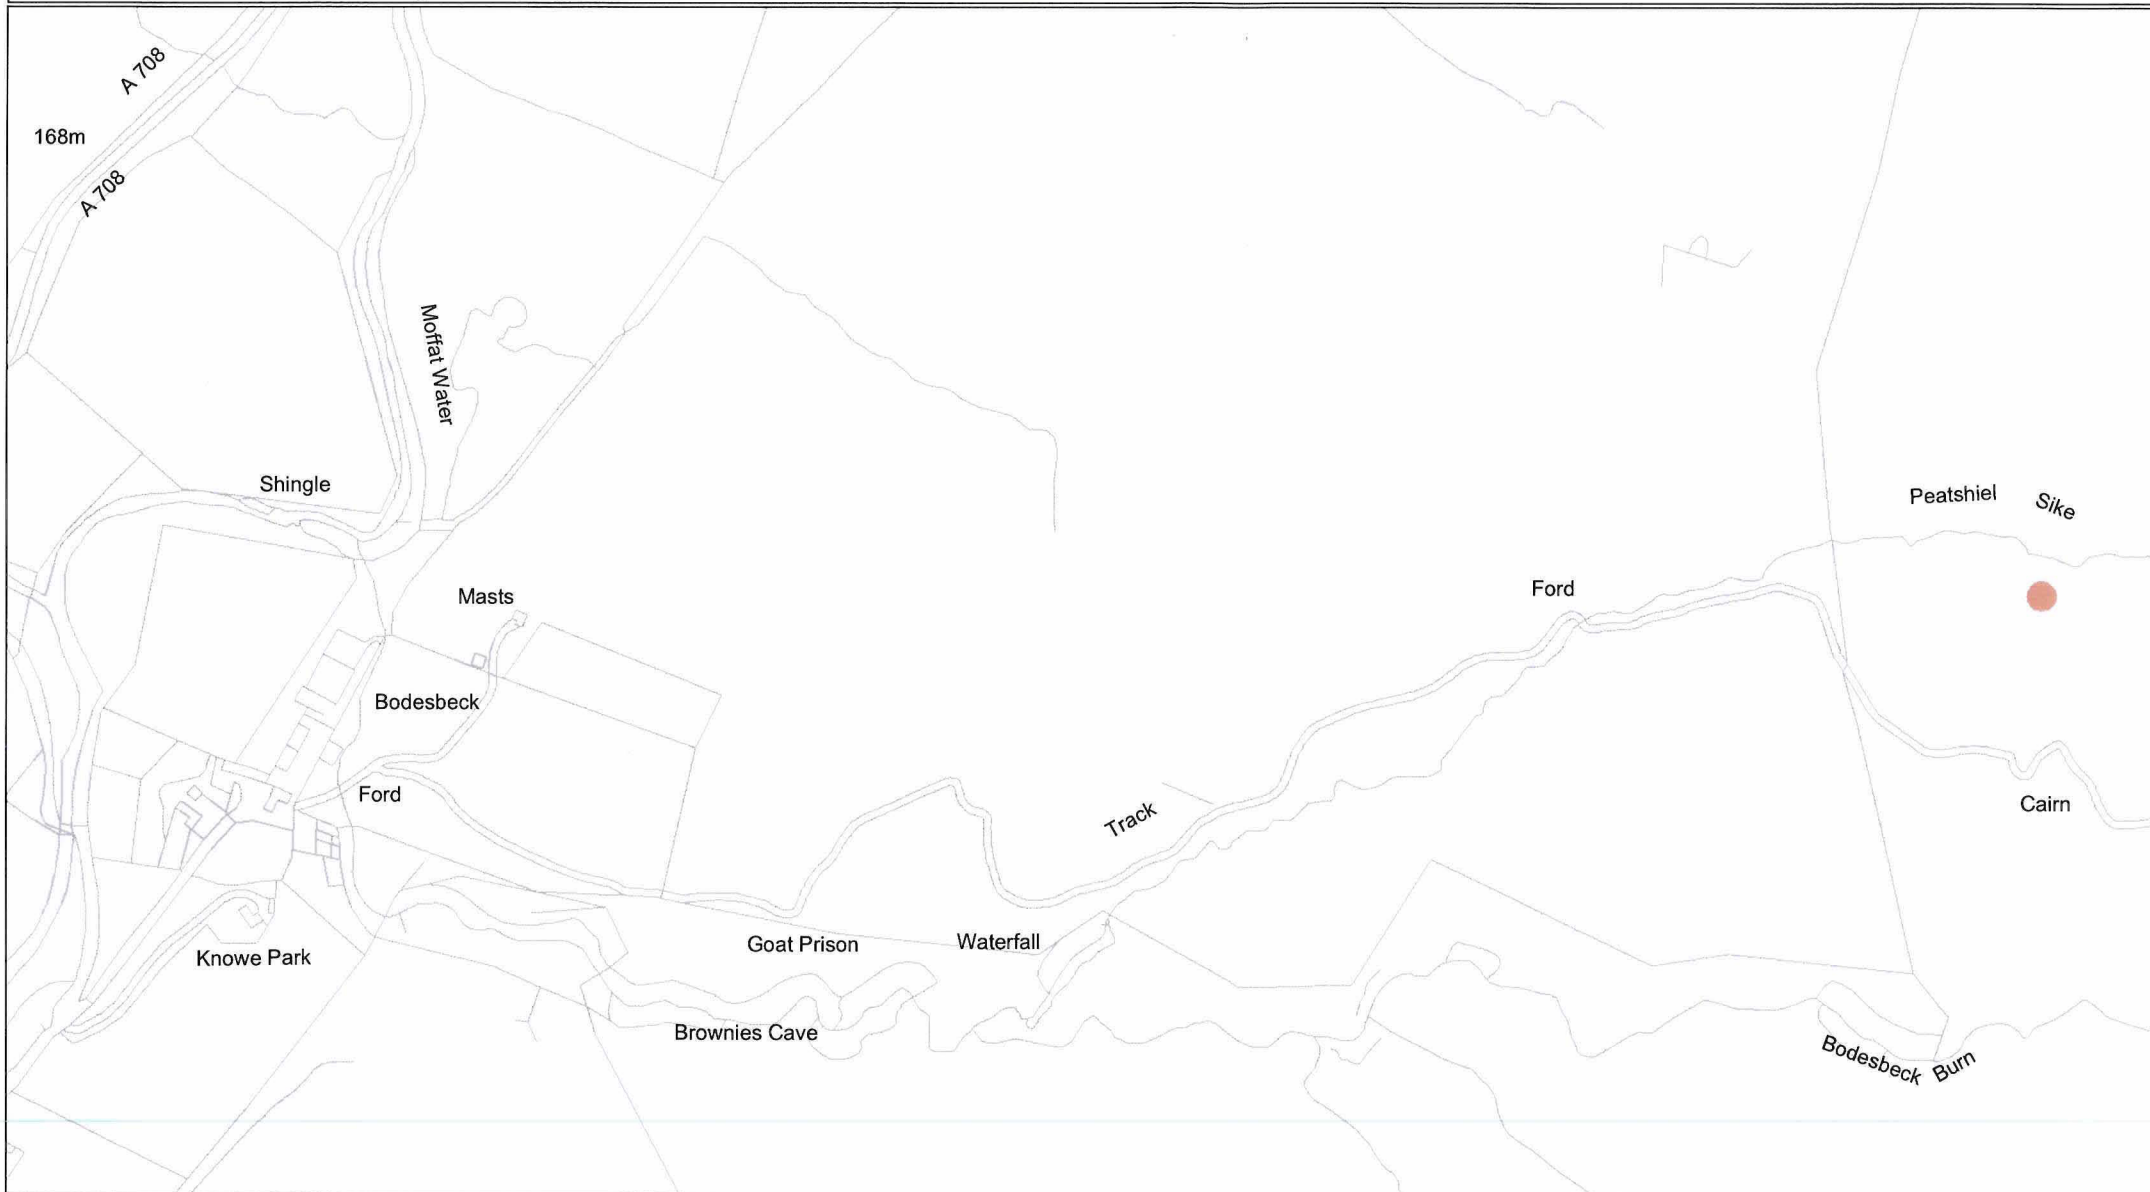 A 708
168m
A 708
Moffat Water
Shingle
Peatshiel Sike
Masts
Ford
Bodesbeck
Ford
Track
Cairn
Knowe Park
Goat Prison
Waterfall
Brownies Cave
Bodesbeck Burn